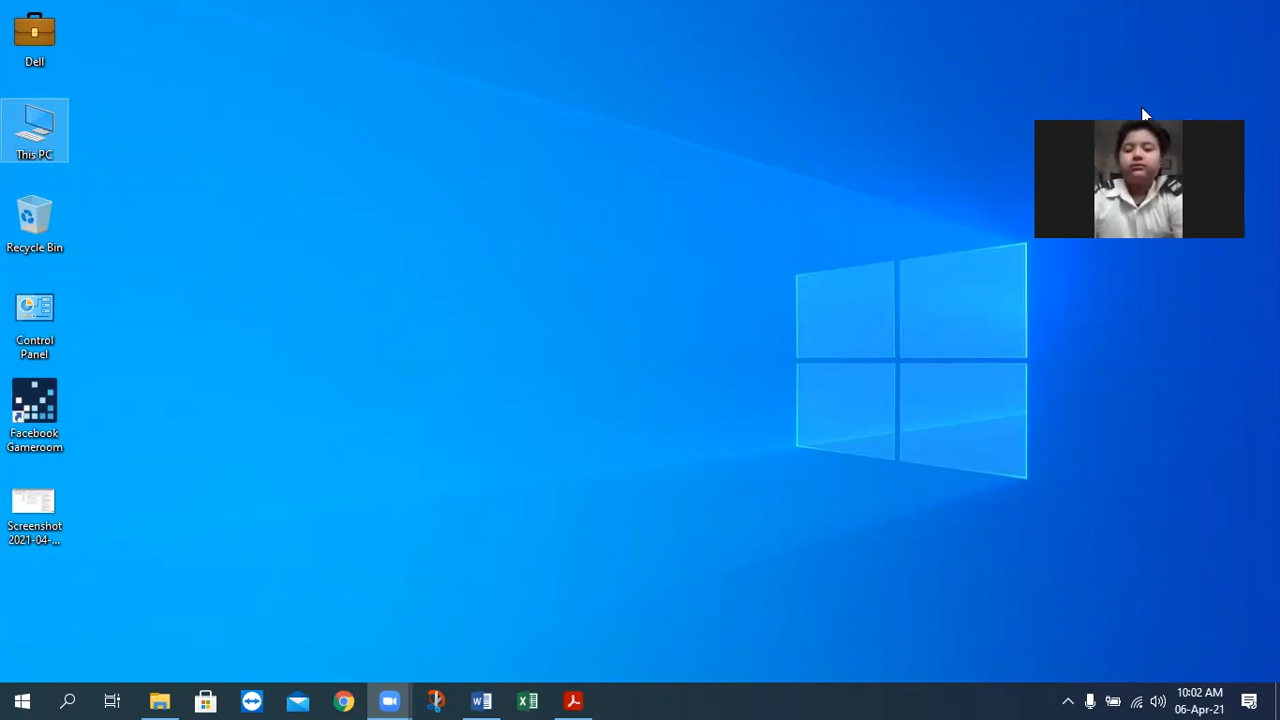 Dell
This PC
Recycle Bin
Control
Panel
Facebook
Gameroom
Screenshot
2021-04-...
10:02 AM
06-Apr-21